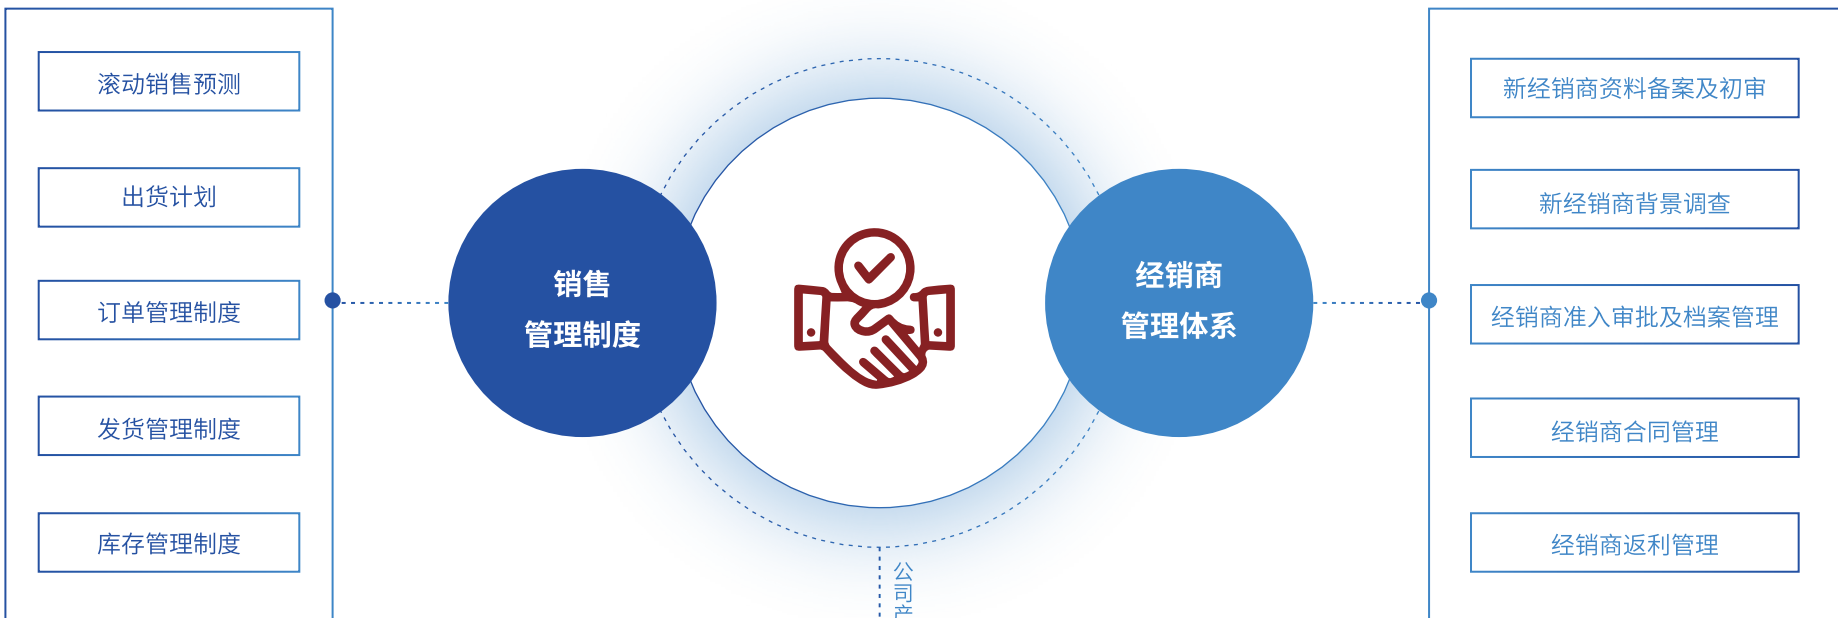 滚动销售预测
出货计划
订单管理制度
发货管理制度
库存管理制度
销售
管理制度
经销商
管理体系
公司产
新经销商资料备案及初审
新经销商背景调查
经销商准入审批及档案管理
经销商合同管理
经销商返利管理